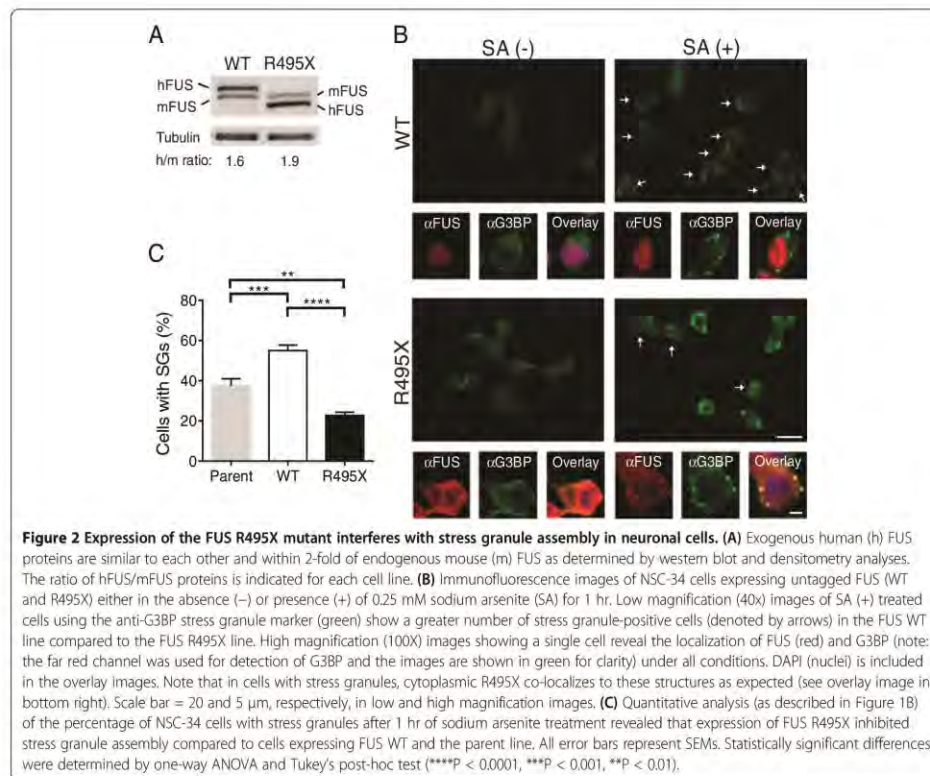 A
WT R495X
hFUS
mFUS
mFUS
hFUS
Tubulin
h/m ratio: 1.6 1.9
B
SA (-) SA (+)
WT
αFUS αG3BP Overlay αFUS αG3BP Overlay
R495X
αFUS αG3BP Overlay αFUS αG3BP Overlay
C
**
*** ****
Cells with SGs (%)
80
60
40
20
0
Parent WT R495X
Figure 2 Expression of the FUS R495X mutant interferes with stress granule assembly in neuronal cells. (A) Exogenous human (h) FUS
proteins are similar to each other and within 2-fold of endogenous mouse (m) FUS as determined by western blot and densitometry analyses.
The ratio of hFUS/mFUS proteins is indicated for each cell line. (B) Immunofluorescence images of NSC-34 cells expressing untagged FUS (WT
and R495X) either in the absence (−) or presence (+) of 0.25 mM sodium arsenite (SA) for 1 hr. Low magnification (40x) images of SA (+) treated
cells using the anti-G3BP stress granule marker (green) show a greater number of stress granule-positive cells (denoted by arrows) in the FUS WT
line compared to the FUS R495X line. High magnification (100X) images showing a single cell reveal the localization of FUS (red) and G3BP (note:
the far red channel was used for detection of G3BP and the images are shown in green for clarity) under all conditions. DAPI (nuclei) is included
in the overlay images. Note that in cells with stress granules, cytoplasmic R495X co-localizes to these structures as expected (see overlay image in
bottom right). Scale bar = 20 and 5 μm, respectively, in low and high magnification images. (C) Quantitative analysis (as described in Figure 1B)
of the percentage of NSC-34 cells with stress granules after 1 hr of sodium arsenite treatment revealed that expression of FUS R495X inhibited
stress granule assembly compared to cells expressing FUS WT and the parent line. All error bars represent SEMs. Statistically significant differences
were determined by one-way ANOVA and Tukey's post-hoc test (****P < 0.0001, ***P < 0.001, **P < 0.01).